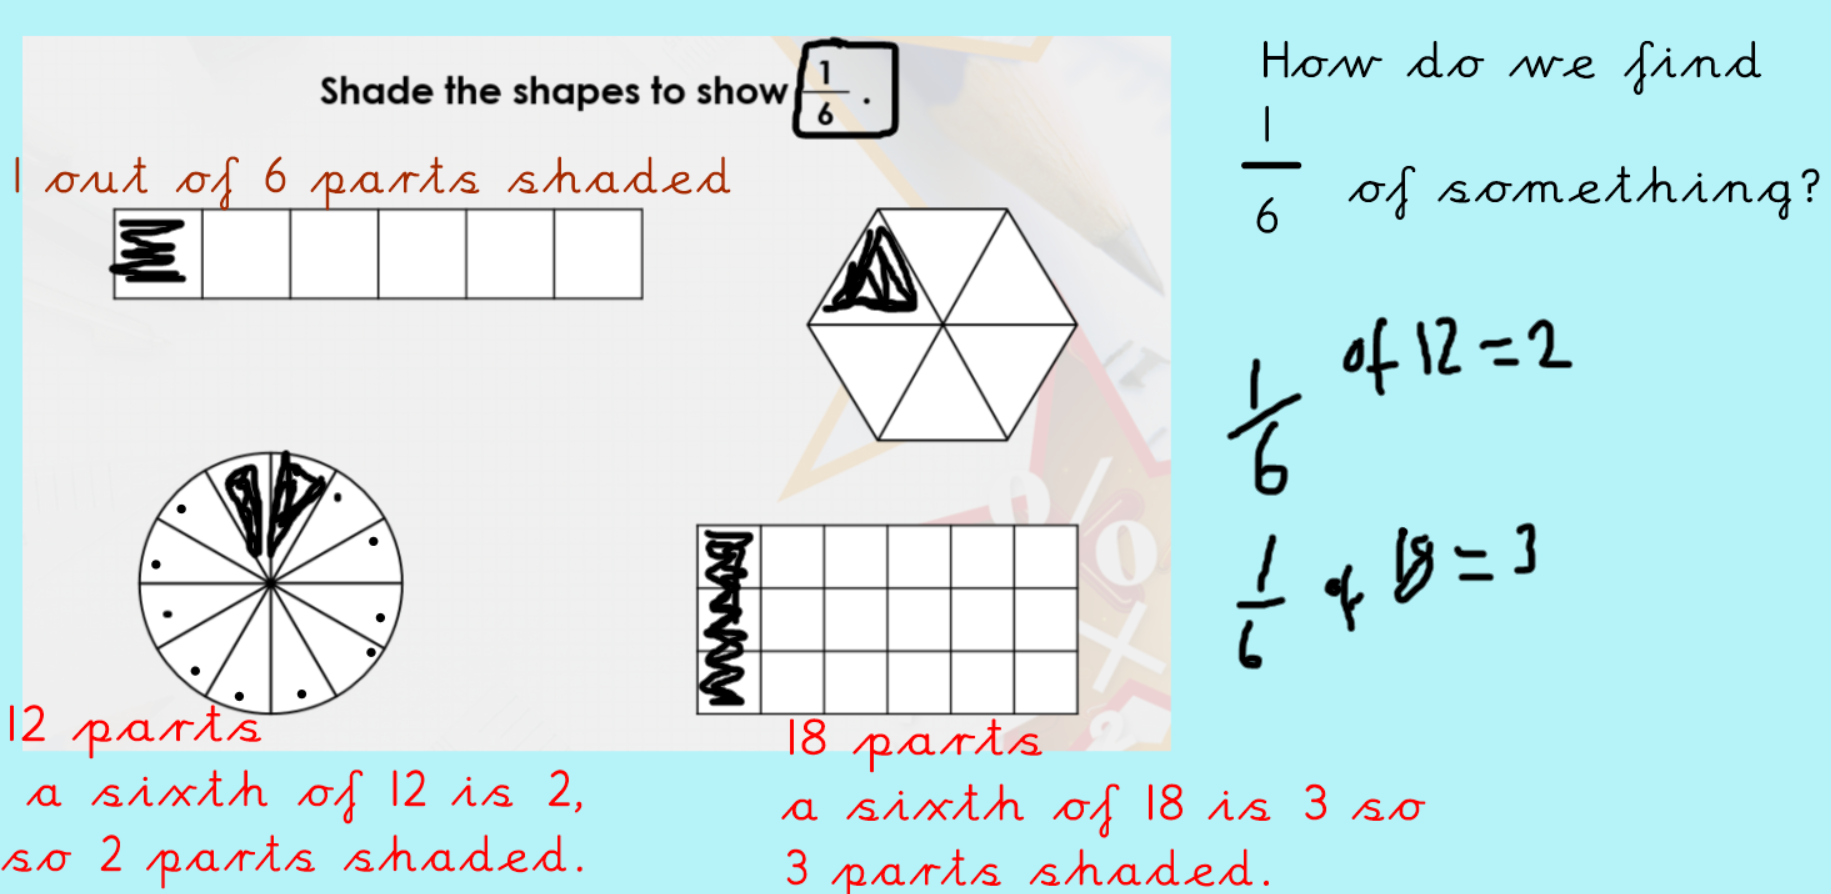 Shade the shapes to show 1/6.
1 out of 6 parts shaded
12 parts
a sixth of 12 is 2,
so 2 parts shaded.
18 parts
a sixth of 18 is 3 so
3 parts shaded.
How do we find
1/6 of something?
1/6 of 12 = 2
1/6 of 18 = 3